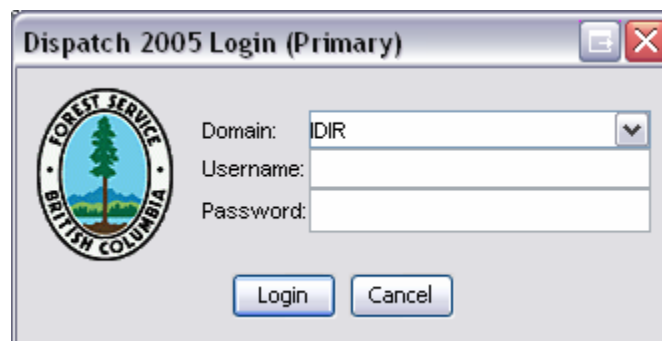 Dispatch 2005 Login (Primary)
FOREST SERVICE
BRITISH COLUMBIA
Domain: IDIR
Username:
Password:
Login Cancel